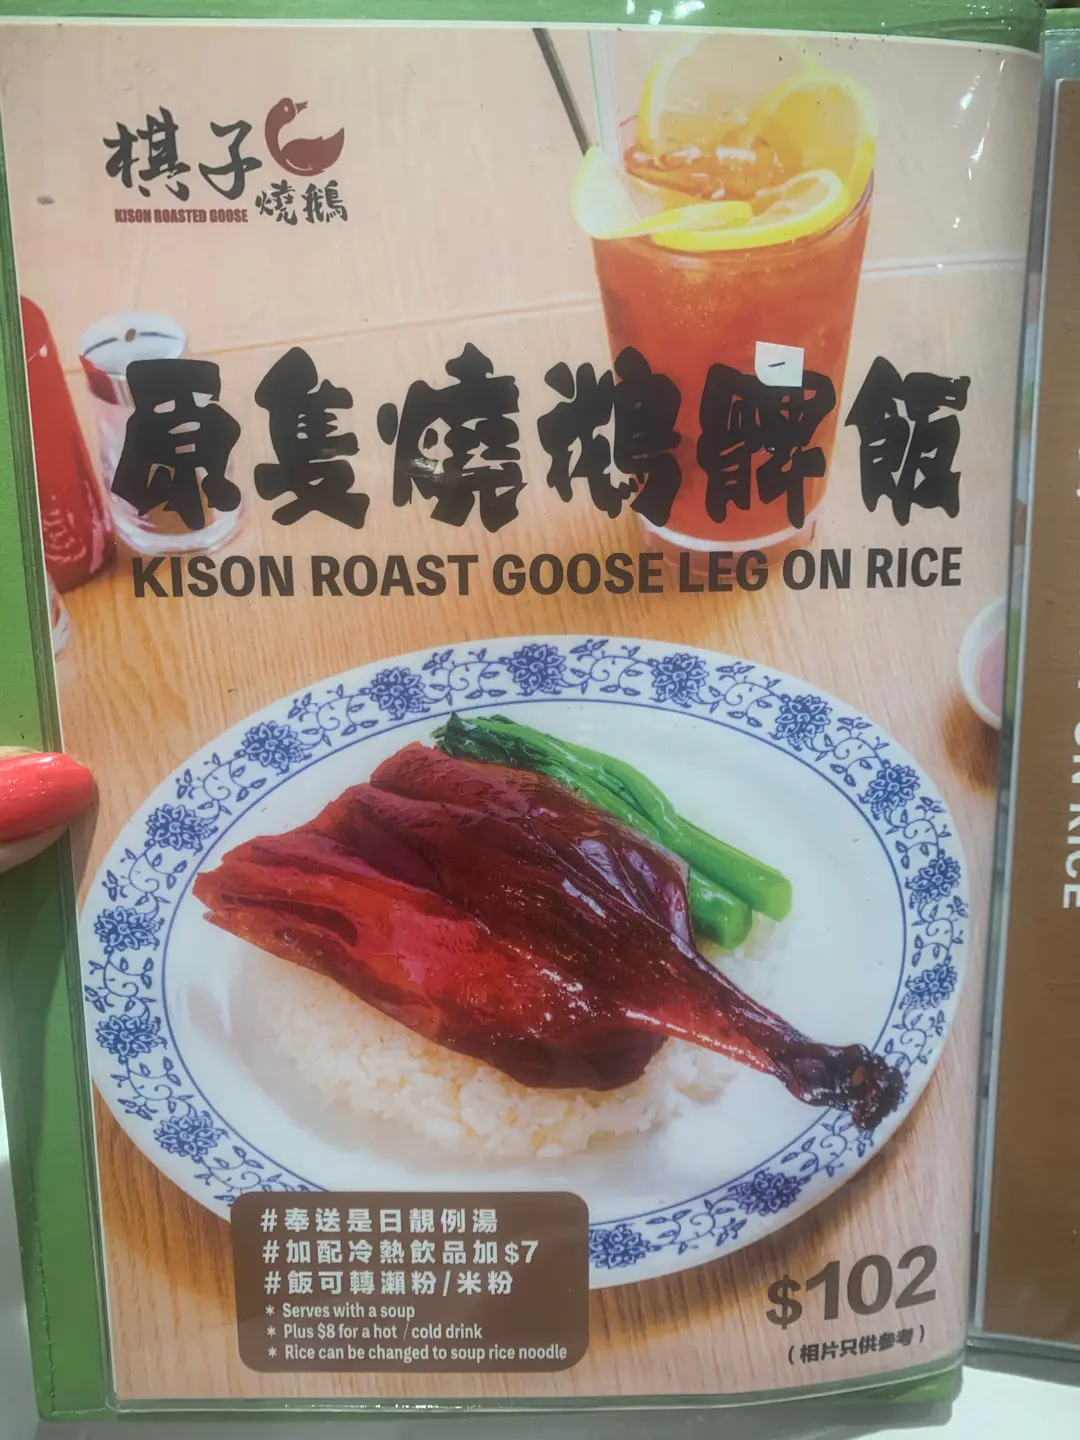 棋子
燒鵝
KISON ROASTED GOOSE
原隻燒鵝髀飯
KISON ROAST GOOSE LEG ON RICE
#奉送是日靚例湯
#加配冷熱飲品加$7
#飯可轉瀨粉/米粉
* Serves with a soup
* Plus $8 for a hot / cold drink
* Rice can be changed to soup rice noodle
$102
(相片只供參考)
ON RICE